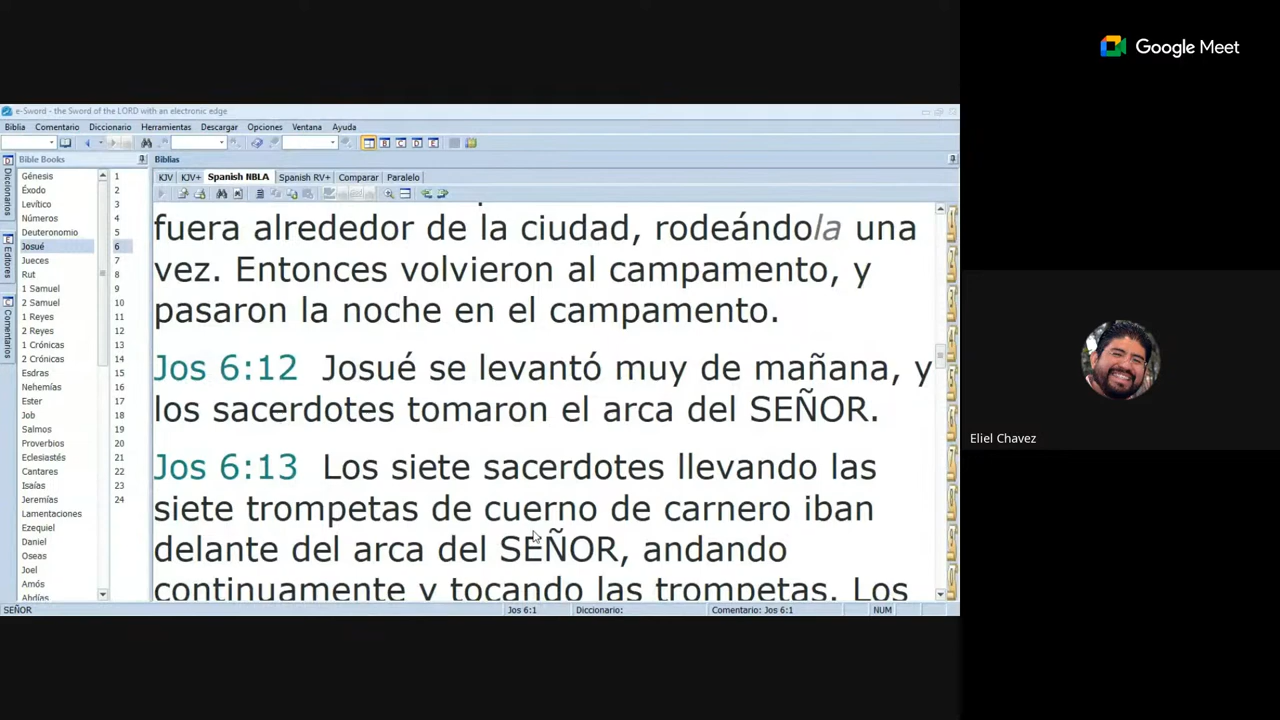 Google Meet
e-Sword - the Sword of the LORD with an electronic edge
Biblia Comentario Diccionario Herramientas Descargar Opciones Ventana Ayuda
Bible Books
Biblias
KJV KJV+ Spanish NBLA Spanish RV+ Comparar Paralelo
Diccionarios
Editores
Comentarios
Génesis 1
Éxodo 2
Levítico 3
Números 4
Deuteronomio 5
Josué 6
Jueces 7
Rut 8
1 Samuel 9
2 Samuel 10
1 Reyes 11
2 Reyes 12
1 Crónicas 13
2 Crónicas 14
Esdras 15
Nehemías 16
Ester 17
Job 18
Salmos 19
Proverbios 20
Eclesiastés 21
Cantares 22
Isaías 23
Jeremías 24
Lamentaciones
Ezequiel
Daniel
Oseas
Joel
Amós
Abdías
fuera alrededor de la ciudad, rodeándola una
vez. Entonces volvieron al campamento, y
pasaron la noche en el campamento.
Jos 6:12 Josué se levantó muy de mañana, y
los sacerdotes tomaron el arca del SEÑOR.
Jos 6:13 Los siete sacerdotes llevando las
siete trompetas de cuerno de carnero iban
delante del arca del SEÑOR, andando
continuamente y tocando las trompetas. Los
SEÑOR Jos 6:1 Diccionario: Comentario: Jos 6:1 NUM
Eliel Chavez